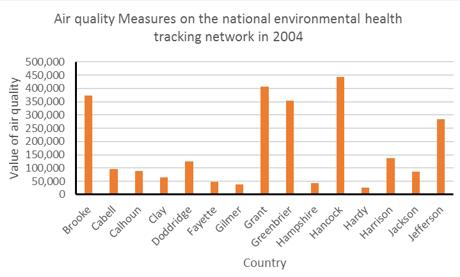 Air quality Measures on the national environmental health
tracking network in 2004
Value of air quality
500,000
450,000
400,000
350,000
300,000
250,000
200,000
150,000
100,000
50,000
0
Brooke
Cabell
Calhoun
Clay
Doddridge
Fayette
Gilmer
Grant
Greenbrier
Hampshire
Hancock
Hardy
Harrison
Jackson
Jefferson
Country